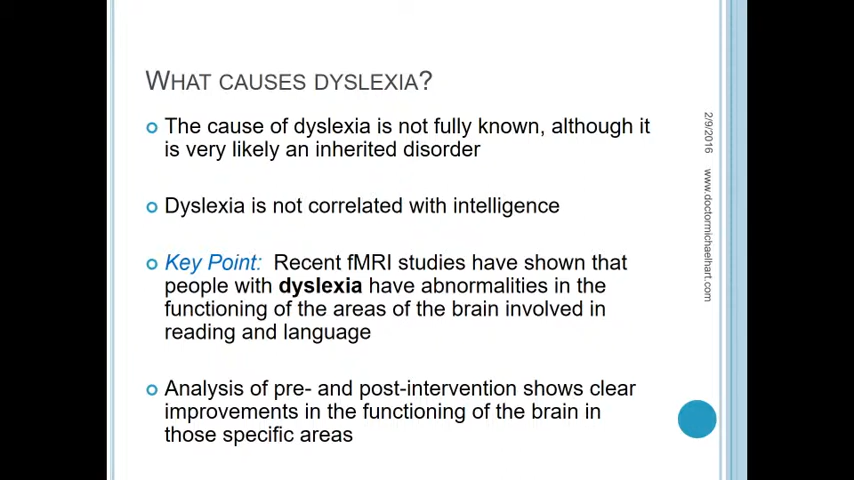 WHAT CAUSES DYSLEXIA?
The cause of dyslexia is not fully known, although it
is very likely an inherited disorder
Dyslexia is not correlated with intelligence
Key Point: Recent fMRI studies have shown that
people with dyslexia have abnormalities in the
functioning of the areas of the brain involved in
reading and language
Analysis of pre- and post-intervention shows clear
improvements in the functioning of the brain in
those specific areas
2/9/2016 www.doctormichaelhart.com